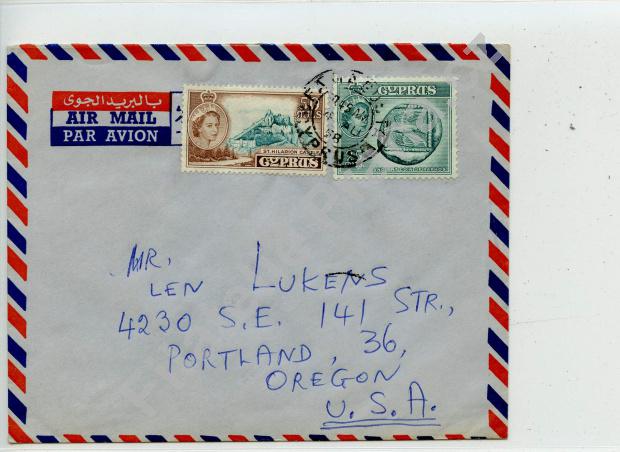 بالبريد الجوى
AIR MAIL
PAR AVION
ST. HILARION CASTLE
CYPRUS
CYPRUS
MR.
LEN LUKENS
4230 S.E. 141 STR.,
PORTLAND, 36,
OREGON
U.S.A.